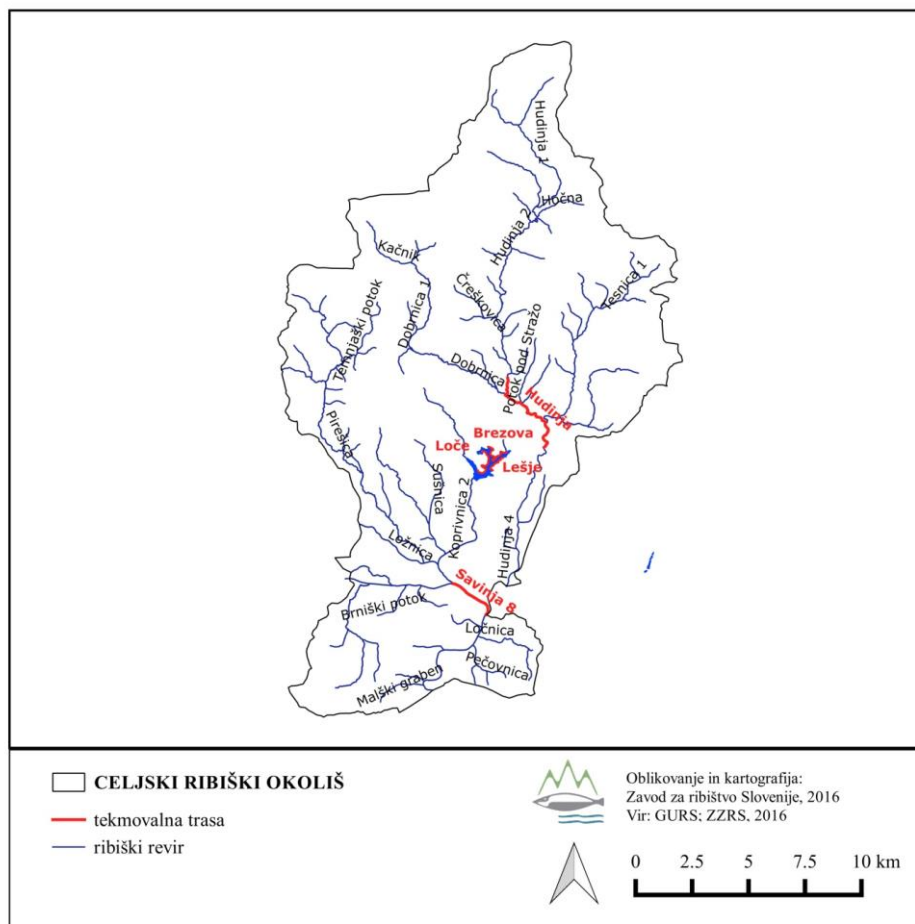 Hudinja 1
Hočna
Hudinja 2
Kačnik
Tesnica 1
Čreškovica
Temnjaški potok
Dobrnica 1
Potok pod Stražo
Dobrnica
Hudinja
Pirešica
Brezova
Loče
Lešje
Sušnica
Koprivnica 2
Hudinja 4
Ložnica
Savinja 8
Brniški potok
Ločnica
Pečovnica
Malški graben
CELJSKI RIBIŠKI OKOLIŠ
tekmovalna trasa
ribiški revir
Oblikovanje in kartografija:
Zavod za ribištvo Slovenije, 2016
Vir: GURS; ZZRS, 2016
0 2.5 5 7.5 10 km